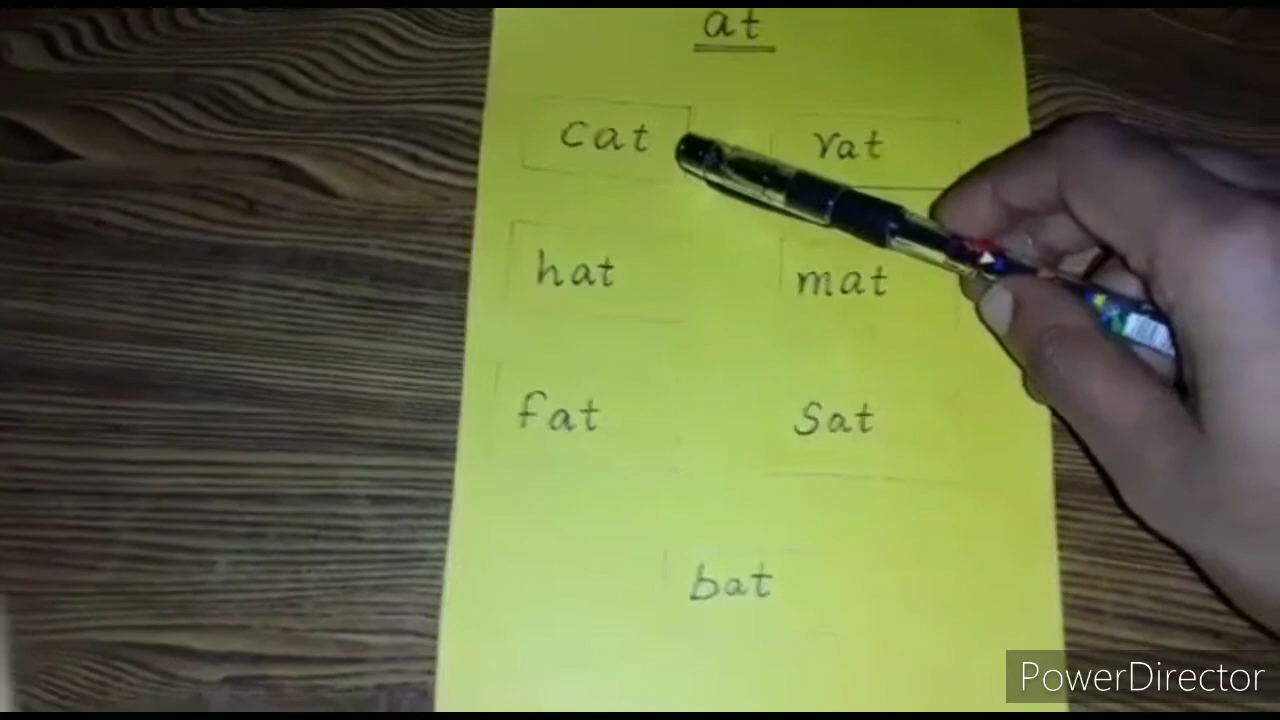 at
cat rat
hat mat
fat sat
bat
PowerDirector